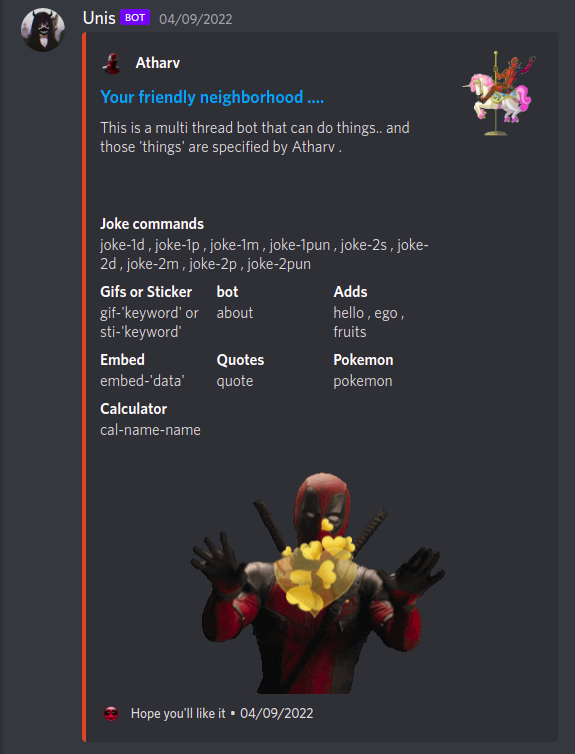 Unis BOT 04/09/2022
Atharv
Your friendly neighborhood ....
This is a multi thread bot that can do things.. and
those 'things' are specified by Atharv .
Joke commands
joke-1d , joke-1p , joke-1m , joke-1pun , joke-2s , joke-
2d , joke-2m , joke-2p , joke-2pun
Gifs or Sticker
gif-'keyword' or
sti-'keyword'
bot
about
Adds
hello , ego ,
fruits
Embed
embed-'data'
Quotes
quote
Pokemon
pokemon
Calculator
cal-name-name
Hope you'll like it • 04/09/2022